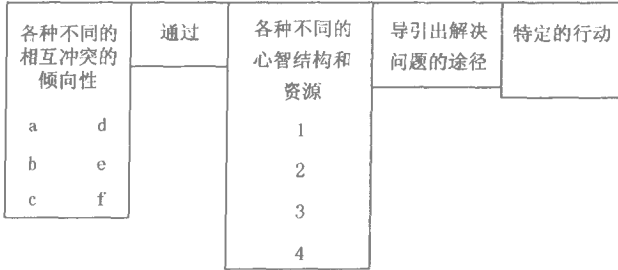 各种不同的
相互冲突的
倾向性
a d
b e
c f
通过
各种不同的
心智结构和
资源
1
2
3
4
导引出解决
问题的途径
特定的行动